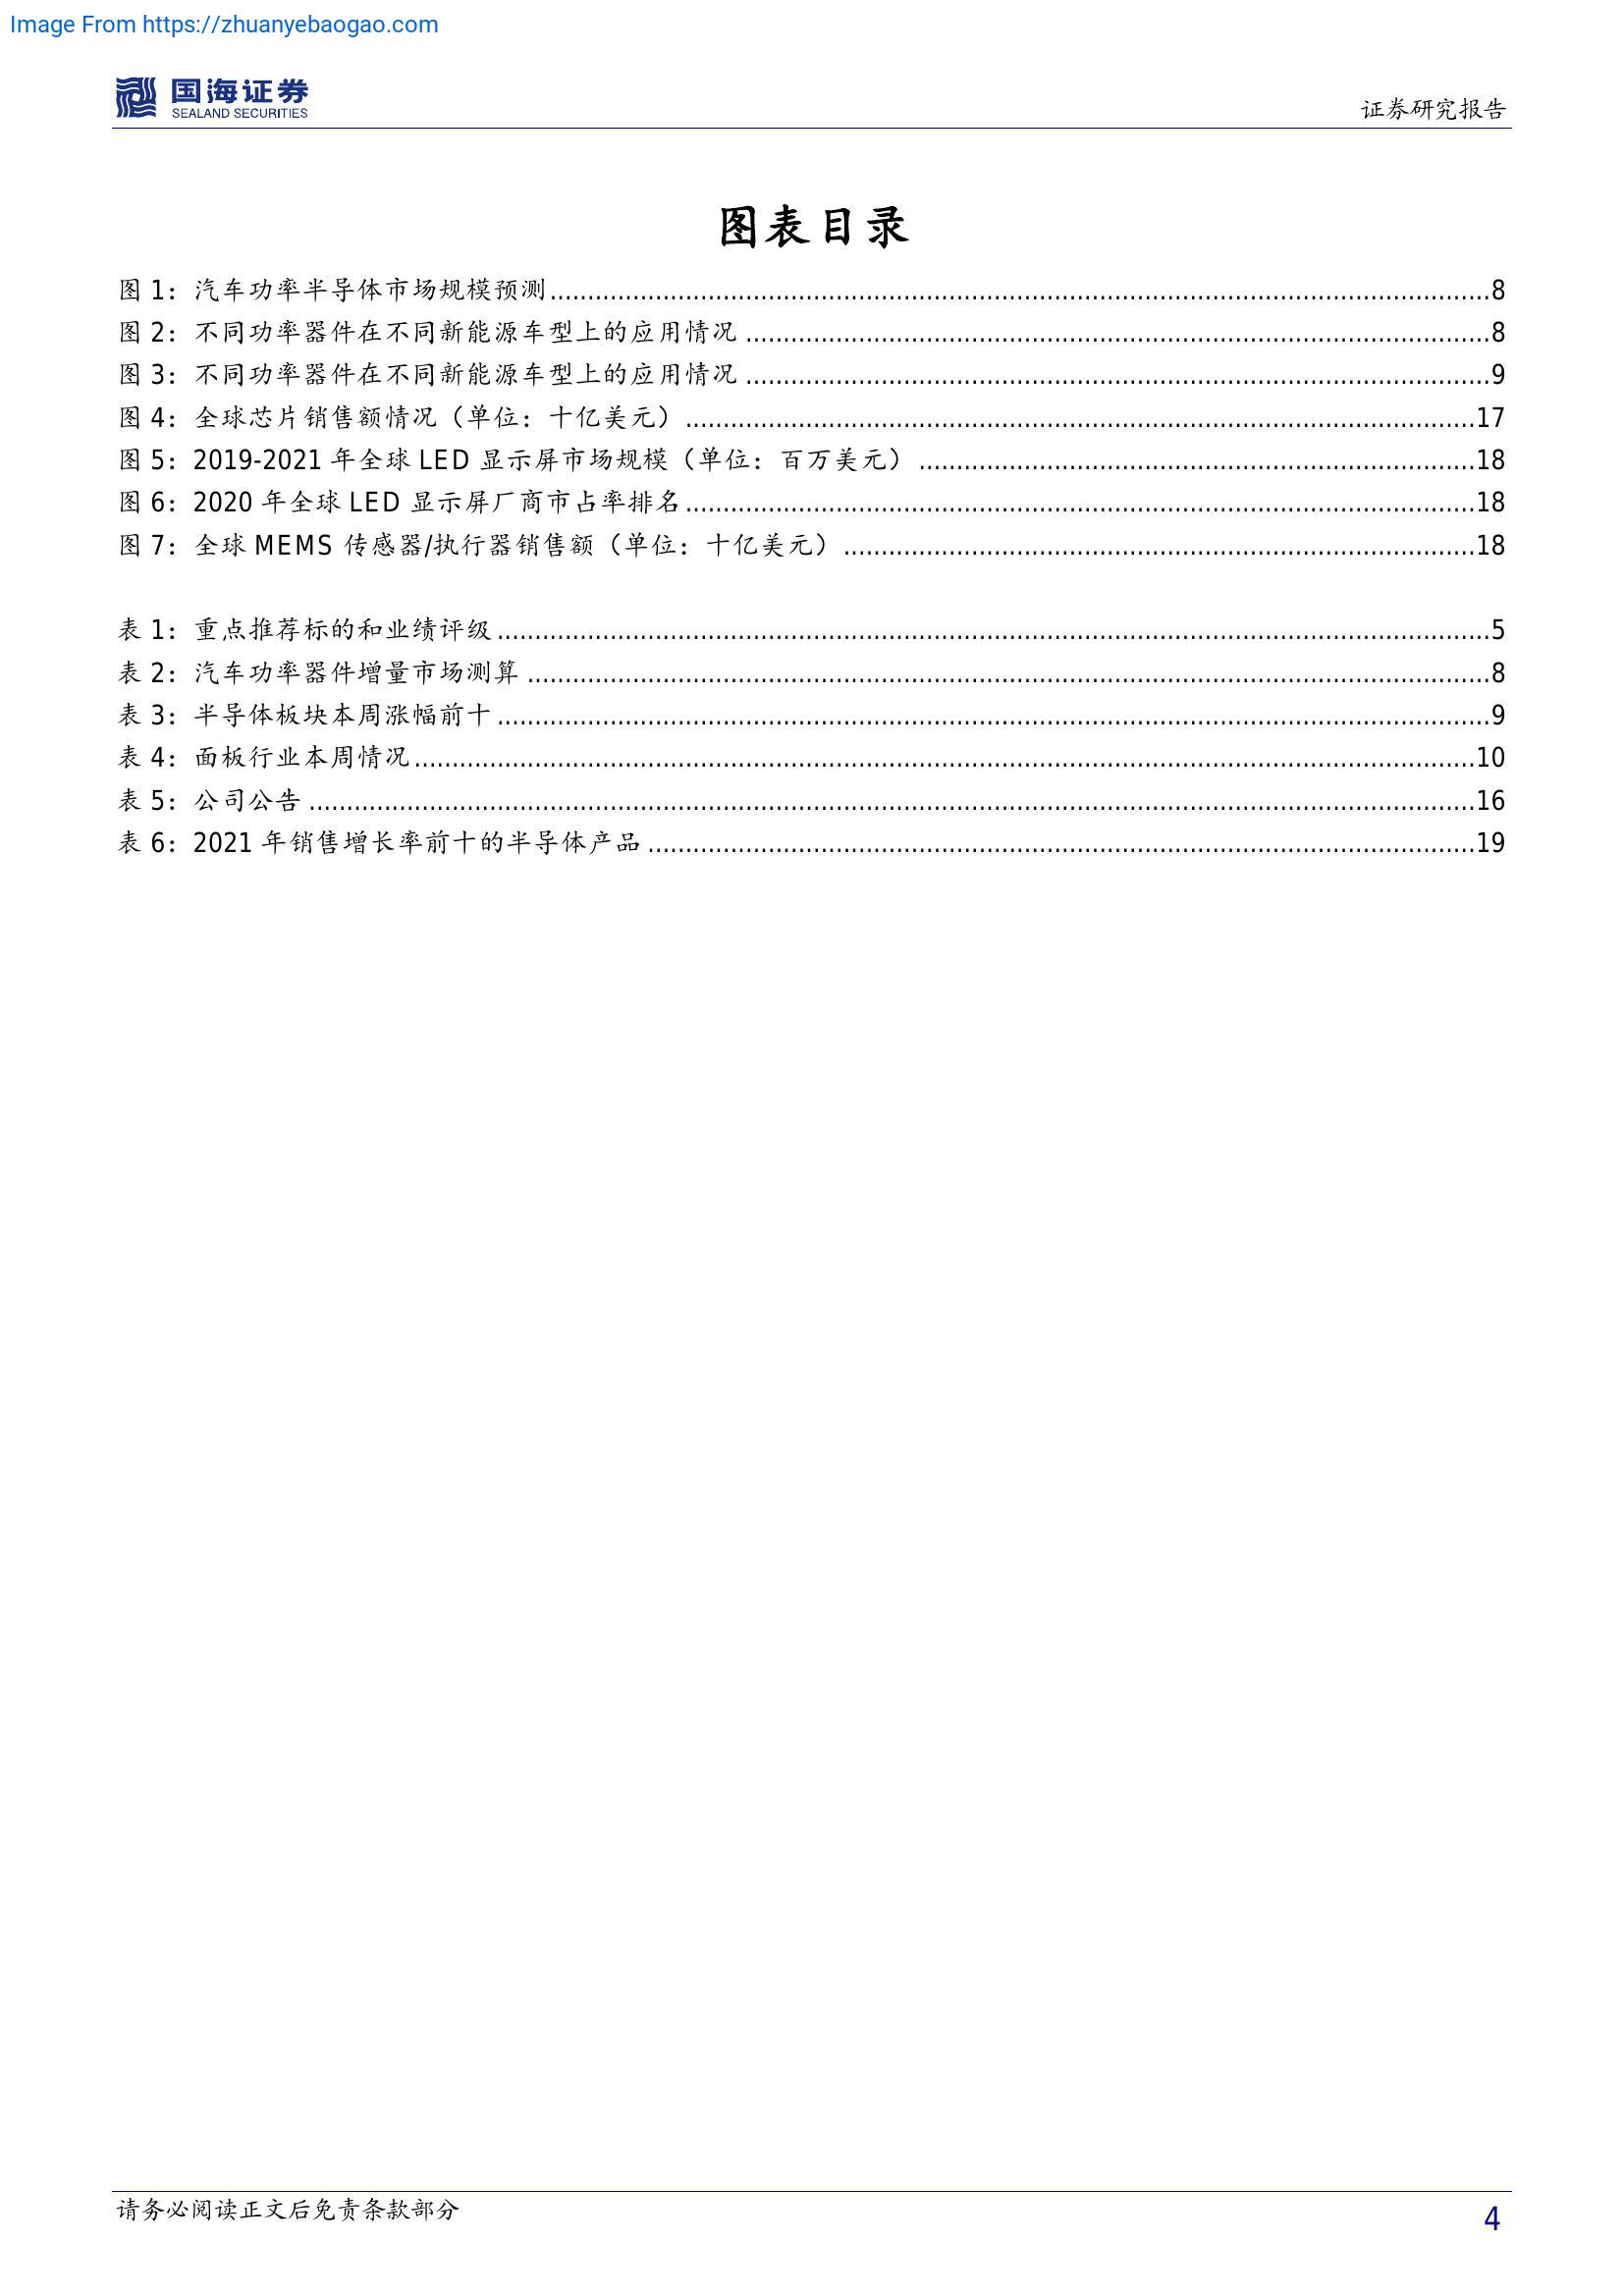 Image From https://zhuanyebaogao.com
国海证券
SEALAND SECURITIES
证券研究报告
图表目录
图 1：汽车功率半导体市场规模预测........8
图 2：不同功率器件在不同新能源车型上的应用情况........8
图 3：不同功率器件在不同新能源车型上的应用情况........9
图 4：全球芯片销售额情况（单位：十亿美元）........17
图 5：2019-2021 年全球 LED 显示屏市场规模（单位：百万美元）........18
图 6：2020 年全球 LED 显示屏厂商市占率排名........18
图 7：全球 MEMS 传感器/执行器销售额（单位：十亿美元）........18
表 1：重点推荐标的和业绩评级........5
表 2：汽车功率器件增量市场测算........8
表 3：半导体板块本周涨幅前十........9
表 4：面板行业本周情况........10
表 5：公司公告........16
表 6：2021 年销售增长率前十的半导体产品........19
请务必阅读正文后免责条款部分
4